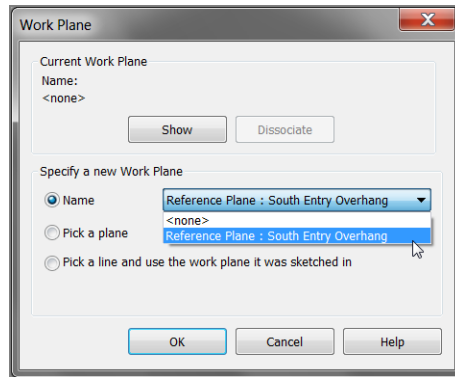 Work Plane
Current Work Plane
Name:
<none>
Show Dissociate
Specify a new Work Plane
Name Reference Plane : South Entry Overhang
<none>
Pick a plane Reference Plane : South Entry Overhang
Pick a line and use the work plane it was sketched in
OK Cancel Help